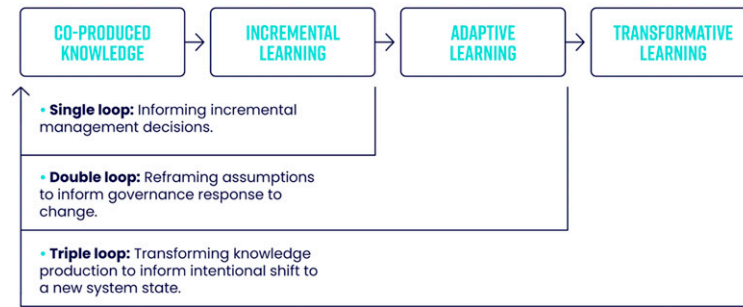 CO-PRODUCED
KNOWLEDGE
INCREMENTAL
LEARNING
ADAPTIVE
LEARNING
TRANSFORMATIVE
LEARNING
• Single loop: Informing incremental
management decisions.
• Double loop: Reframing assumptions
to inform governance response to
change.
• Triple loop: Transforming knowledge
production to inform intentional shift to
a new system state.